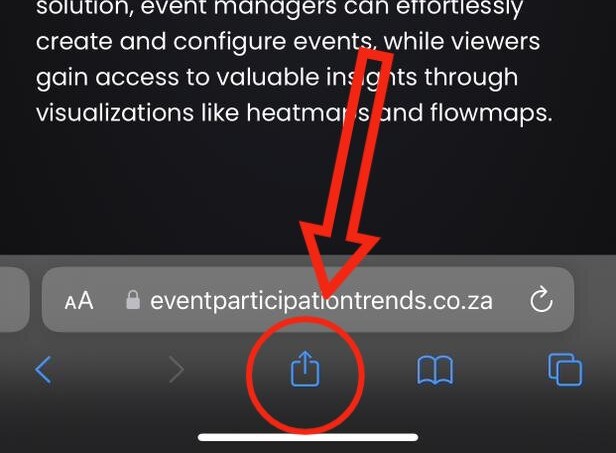 solution, event managers can effortlessly
create and configure events, while viewers
gain access to valuable insights through
visualizations like heatmaps and flowmaps.
AA eventparticipationtrends.co.za